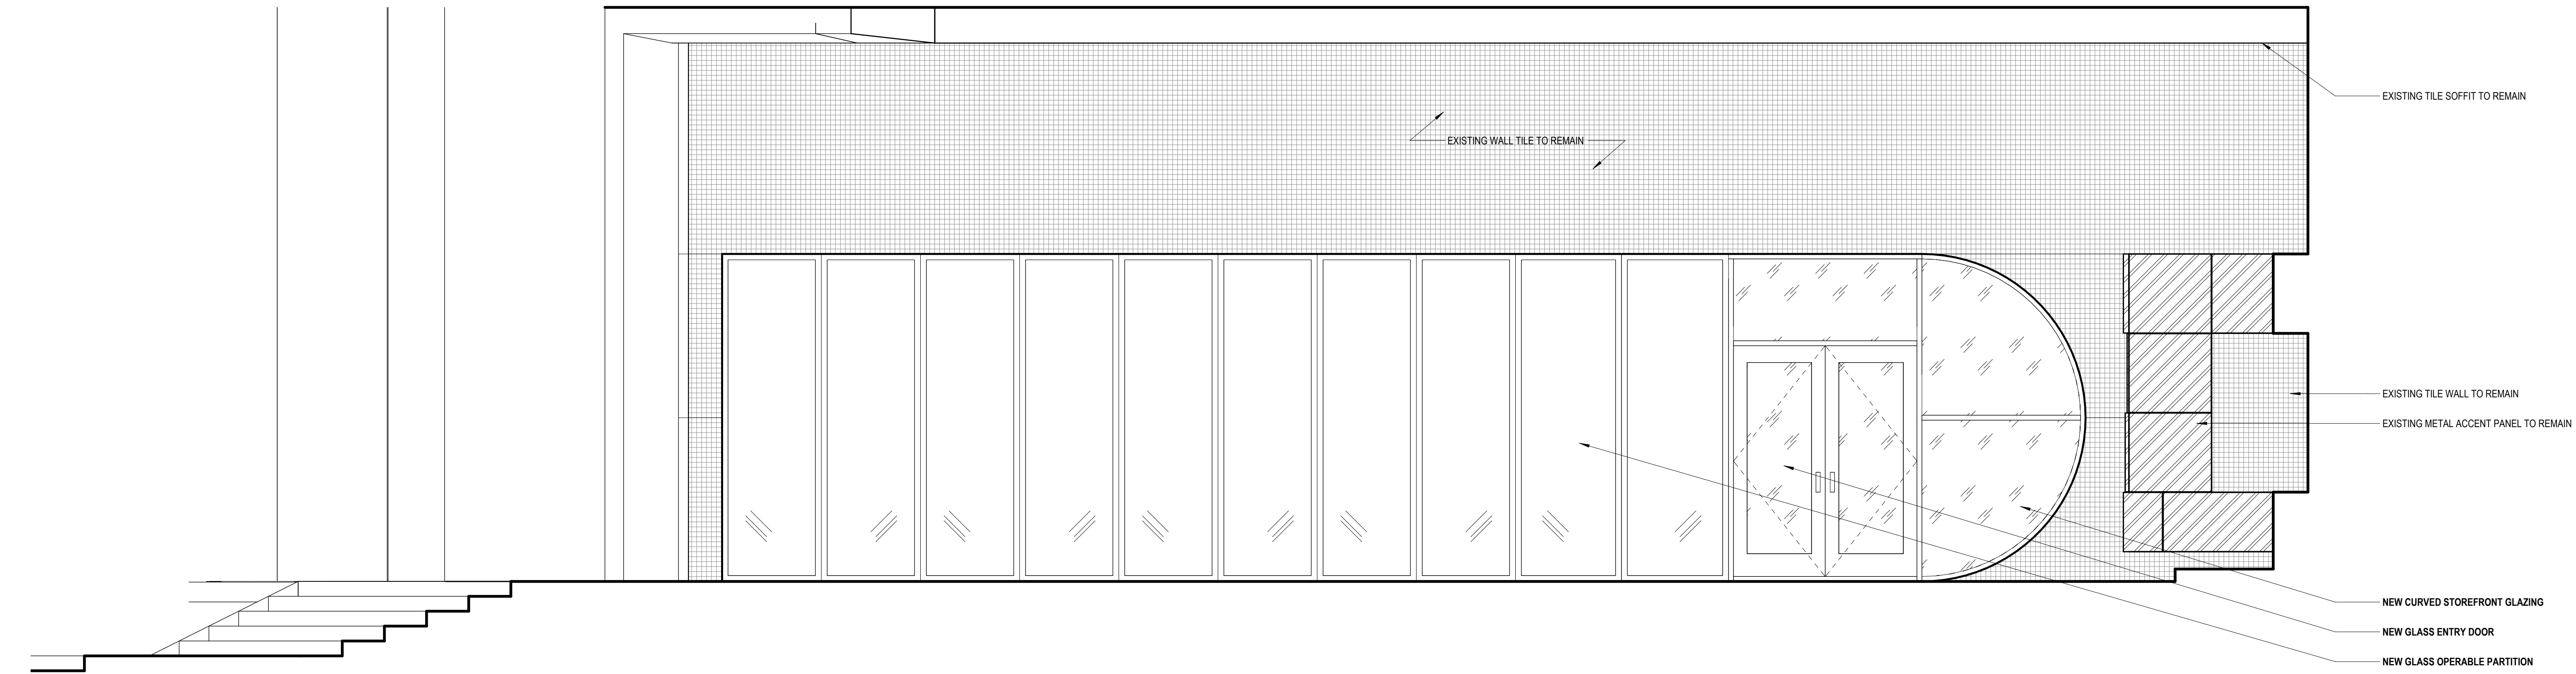 EXISTING TILE SOFFIT TO REMAIN
EXISTING WALL TILE TO REMAIN
EXISTING TILE WALL TO REMAIN
EXISTING METAL ACCENT PANEL TO REMAIN
NEW CURVED STOREFRONT GLAZING
NEW GLASS ENTRY DOOR
NEW GLASS OPERABLE PARTITION